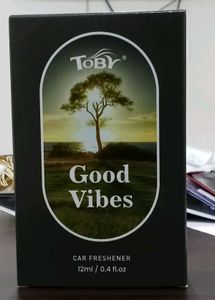 TOBY®
Good
Vibes
CAR FRESHENER
12ml / 0.4 fl.oz